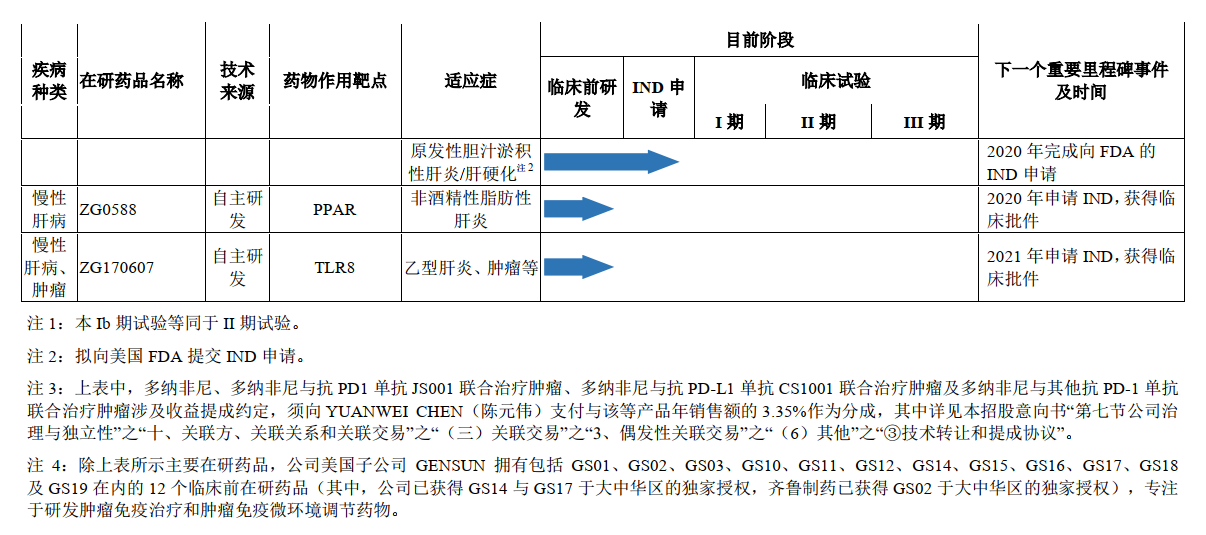 疾病种类 在研药品名称 技术来源 药物作用靶点 适应症 目前阶段 下一个重要里程碑事件及时间
临床前研发 IND 申请 临床试验
I 期 II 期 III 期
原发性胆汁淤积性肝炎/肝硬化注 2 2020 年完成向 FDA 的 IND 申请
慢性肝病 ZG0588 自主研发 PPAR 非酒精性脂肪性肝炎 2020 年申请 IND，获得临床批件
慢性肝病、肿瘤 ZG170607 自主研发 TLR8 乙型肝炎、肿瘤等 2021 年申请 IND，获得临床批件
注 1：本 Ib 期试验等同于 II 期试验。
注 2：拟向美国 FDA 提交 IND 申请。
注 3：上表中，多纳非尼、多纳非尼与抗 PD1 单抗 JS001 联合治疗肿瘤、多纳非尼与抗 PD-L1 单抗 CS1001 联合治疗肿瘤及多纳非尼与其他抗 PD-1 单抗
联合治疗肿瘤涉及收益提成约定，须向 YUANWEI CHEN（陈元伟）支付与该等产品年销售额的 3.35%作为分成，其中详见本招股意向书“第七节公司治
理与独立性”之“十、关联方、关联关系和关联交易”之“（三）关联交易”之“3、偶发性关联交易”之“（6）其他”之“③技术转让和提成协议”。
注 4：除上表所示主要在研药品，公司美国子公司 GENSUN 拥有包括 GS01、GS02、GS03、GS10、GS11、GS12、GS14、GS15、GS16、GS17、GS18
及 GS19 在内的 12 个临床前在研药品（其中，公司已获得 GS14 与 GS17 于大中华区的独家授权，齐鲁制药已获得 GS02 于大中华区的独家授权），专注
于研发肿瘤免疫治疗和肿瘤免疫微环境调节药物。